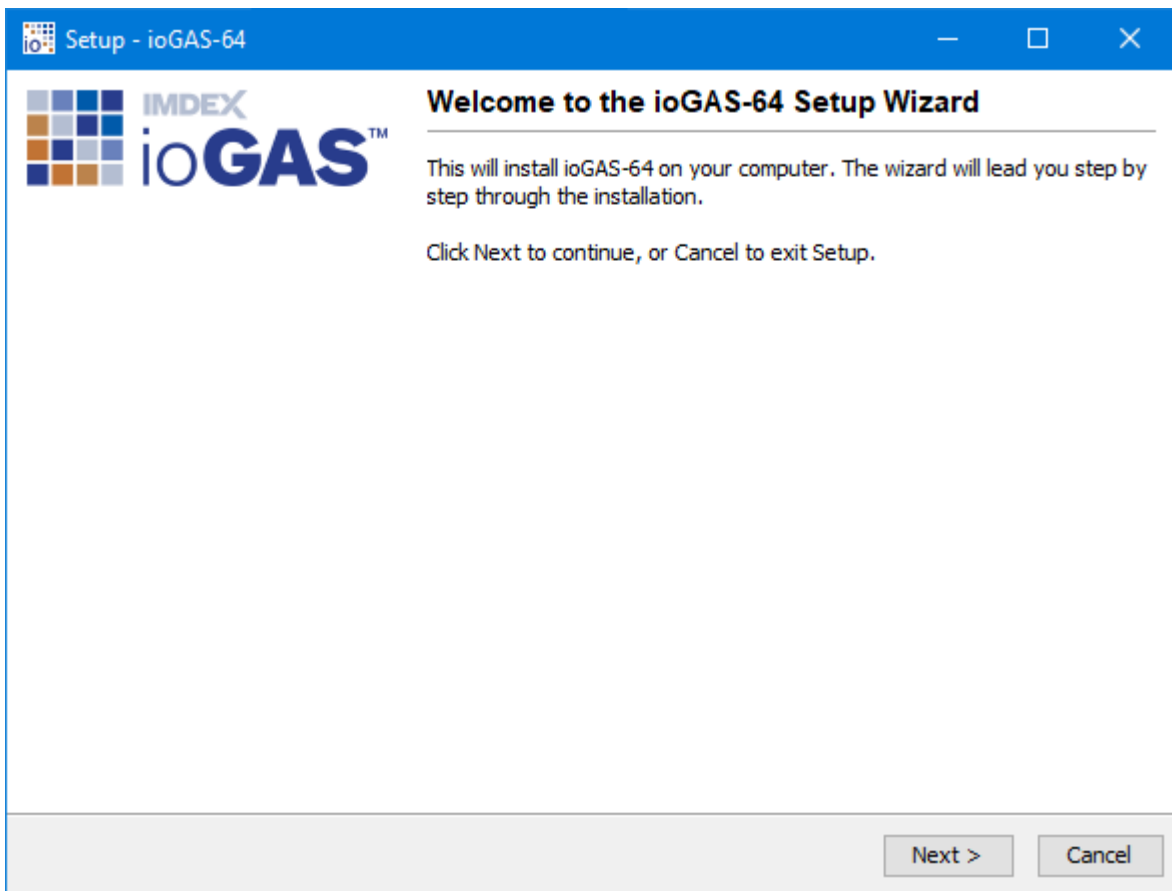 io
Setup - ioGAS-64
IMDEX
ioGAS™
Welcome to the ioGAS-64 Setup Wizard
This will install ioGAS-64 on your computer. The wizard will lead you step by
step through the installation.
Click Next to continue, or Cancel to exit Setup.
Next >
Cancel